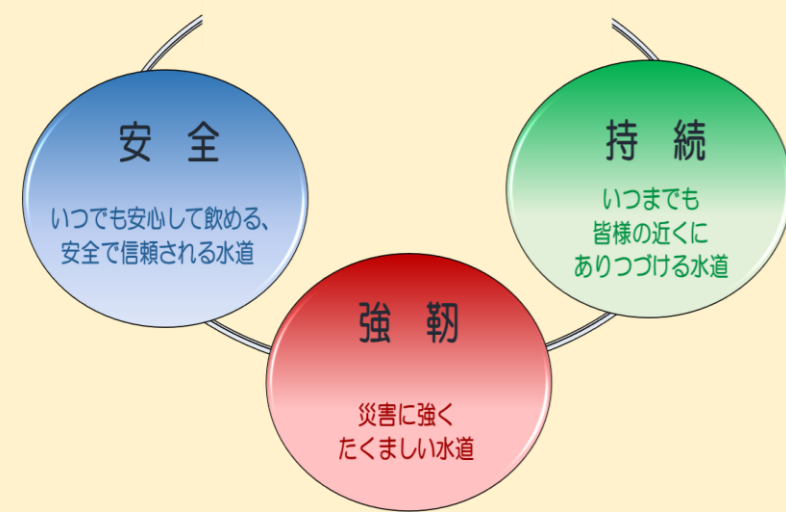 安 全
いつでも安心して飲める、
安全で信頼される水道
持 続
いつまでも
皆様の近くに
ありつづける水道
強 靭
災害に強く
たくましい水道